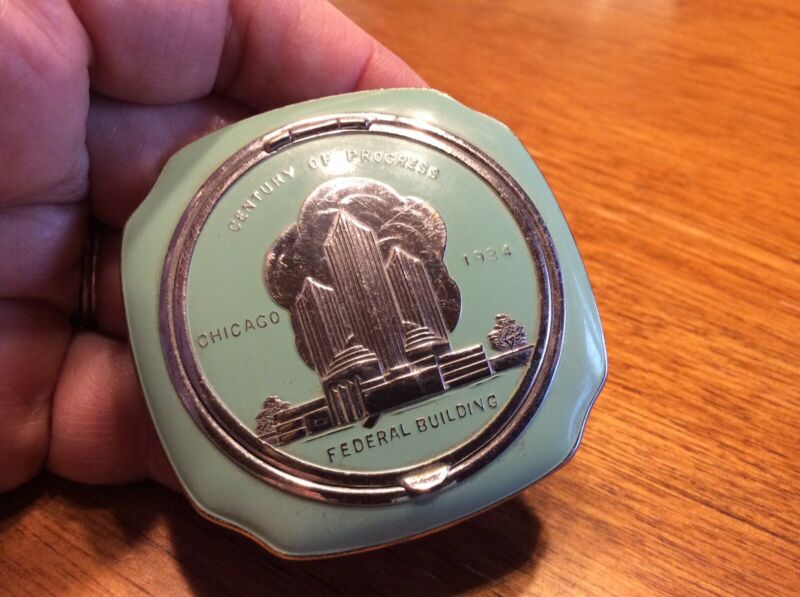 CENTURY OF PROGRESS
CHICAGO 1934
FEDERAL BUILDING